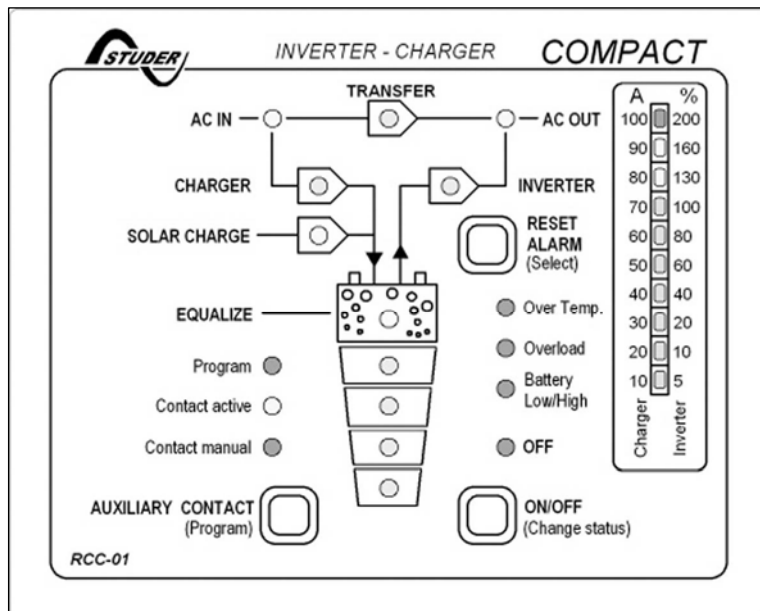 STUDER
INVERTER - CHARGER
COMPACT
TRANSFER
AC IN
AC OUT
CHARGER
INVERTER
SOLAR CHARGE
RESET
ALARM
(Select)
EQUALIZE
Over Temp.
Overload
Battery
Low/High
OFF
Program
Contact active
Contact manual
AUXILIARY CONTACT
(Program)
ON/OFF
(Change status)
RCC-01
A %
100 200
90 160
80 130
70 100
60 80
50 60
40 40
30 20
20 10
10 5
Charger
Inverter